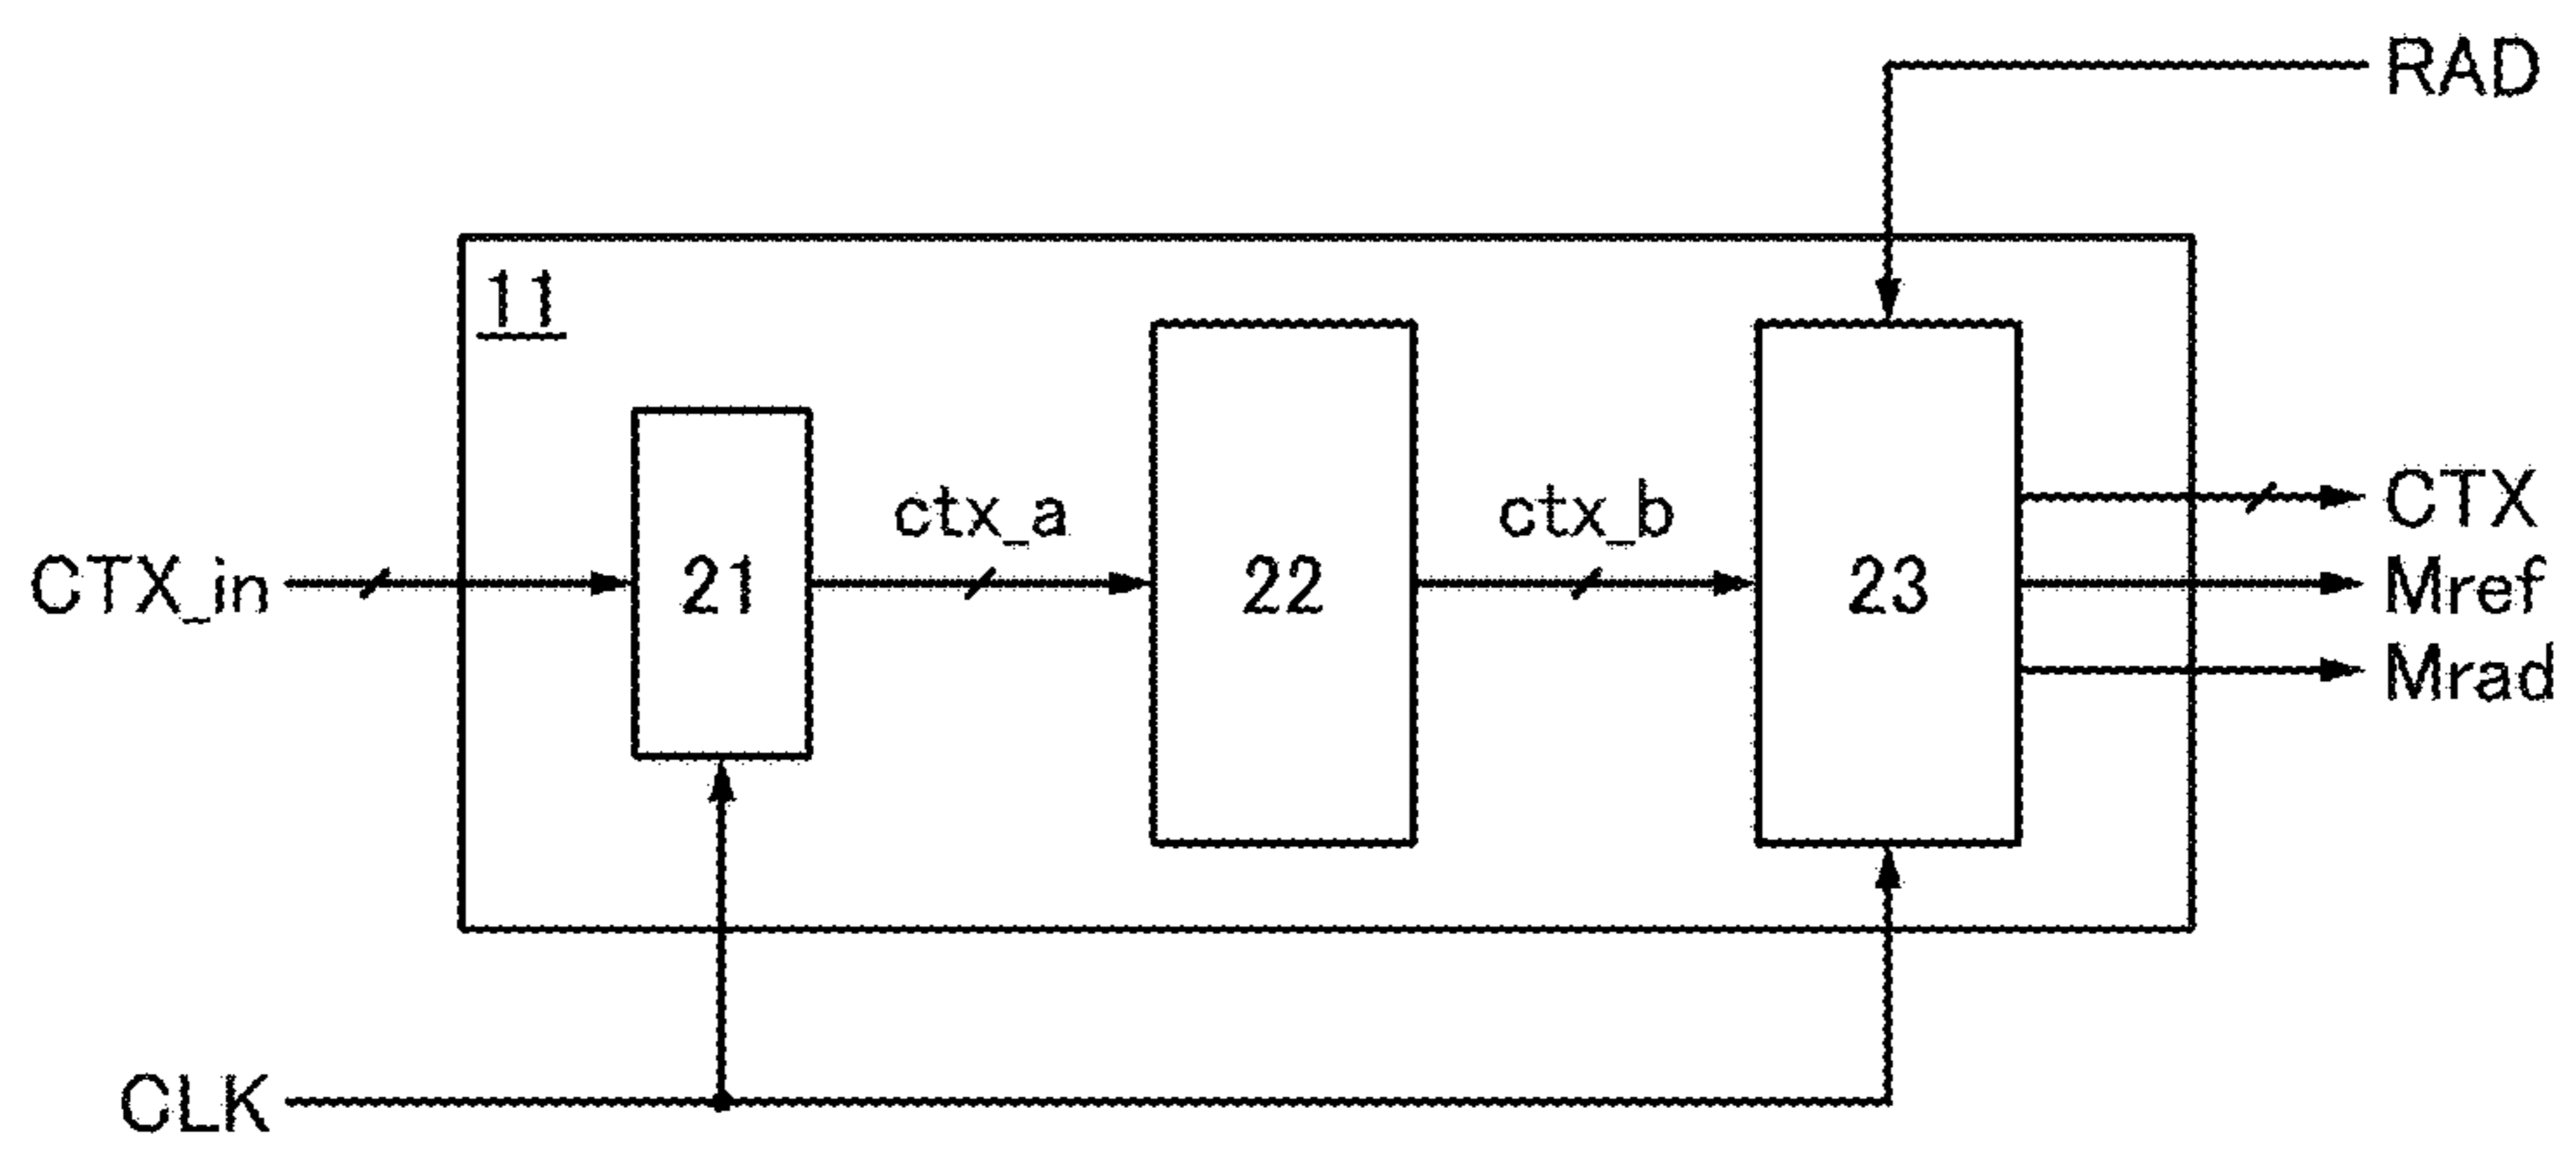 RAD
11
ctx_a
ctx_b
CTX
CTX_in
21
22
23
Mref
Mrad
CLK